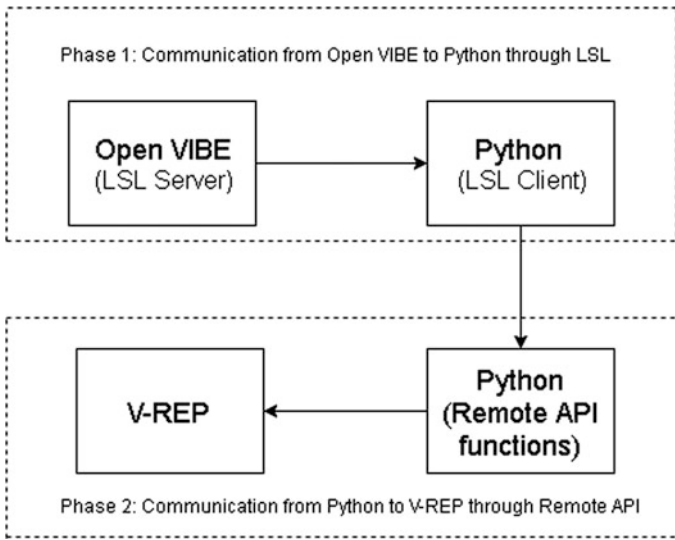 Phase 1: Communication from Open VIBE to Python through LSL
Open VIBE
(LSL Server)
Python
(LSL Client)
V-REP
Python
(Remote API
functions)
Phase 2: Communication from Python to V-REP through Remote API